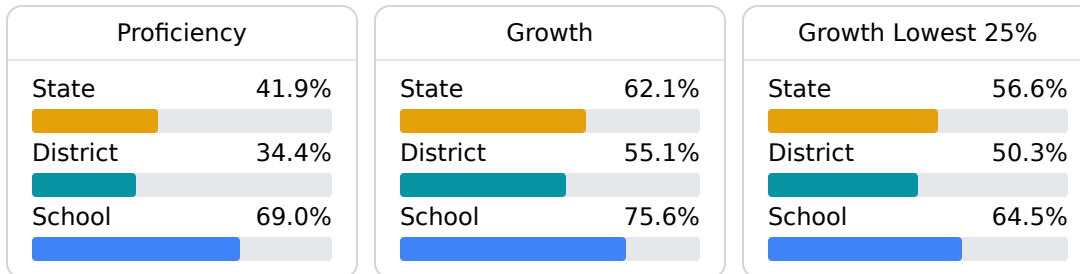 Proficiency
State 41.9%
District 34.4%
School 69.0%
Growth
State 62.1%
District 55.1%
School 75.6%
Growth Lowest 25%
State 56.6%
District 50.3%
School 64.5%